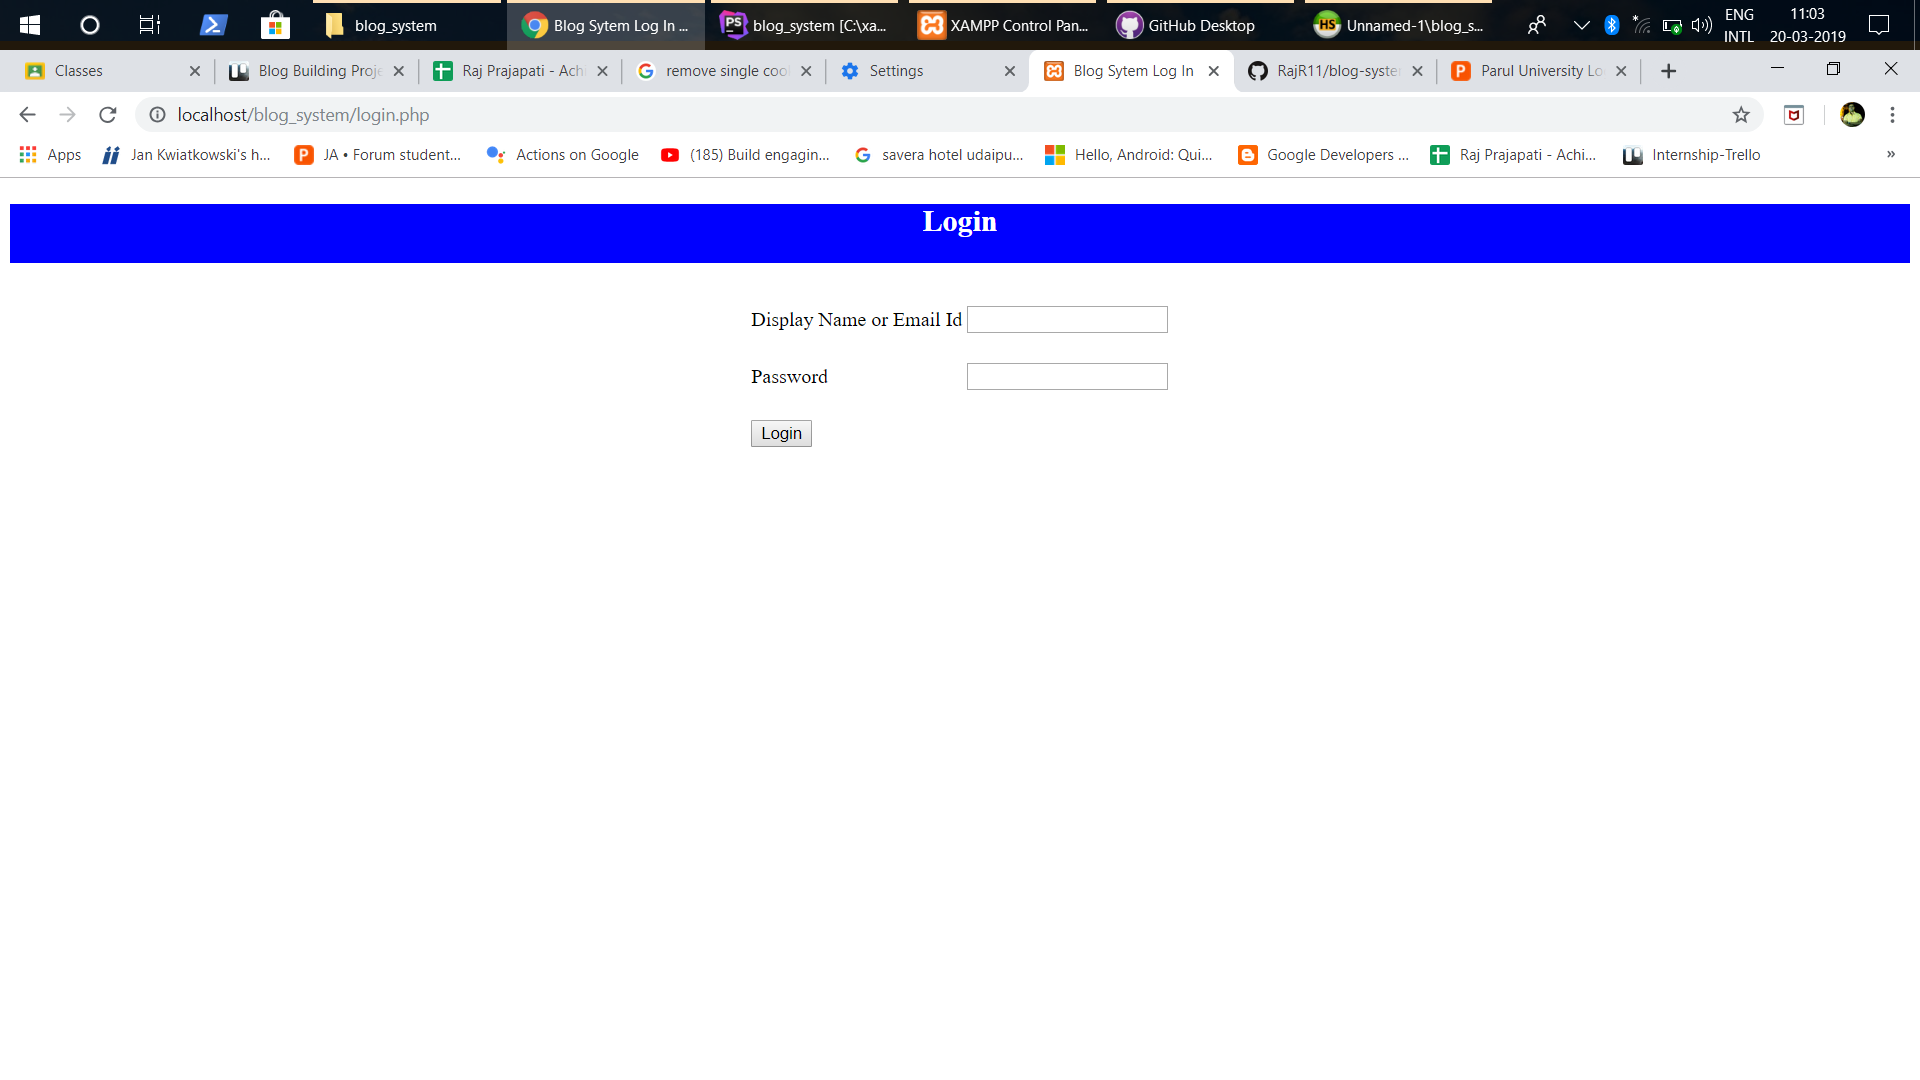 blog_system
Blog Sytem Log In ...
PS
blog_system [C:\xa...
XAMPP Control Pan...
GitHub Desktop
HS
Unnamed-1\blog_s...
ENG
INTL
11:03
20-03-2019
Classes
Blog Building Proje
Raj Prajapati - Achi
remove single cool
Settings
Blog Sytem Log In
RajR11/blog-syste
Parul University Lo
localhost/blog_system/login.php
Apps
Jan Kwiatkowski's h...
JA • Forum student...
Actions on Google
(185) Build engagin...
savera hotel udaipu...
Hello, Android: Qui...
Google Developers ...
Raj Prajapati - Achi...
Internship-Trello
»
Login
Display Name or Email Id
Password
Login